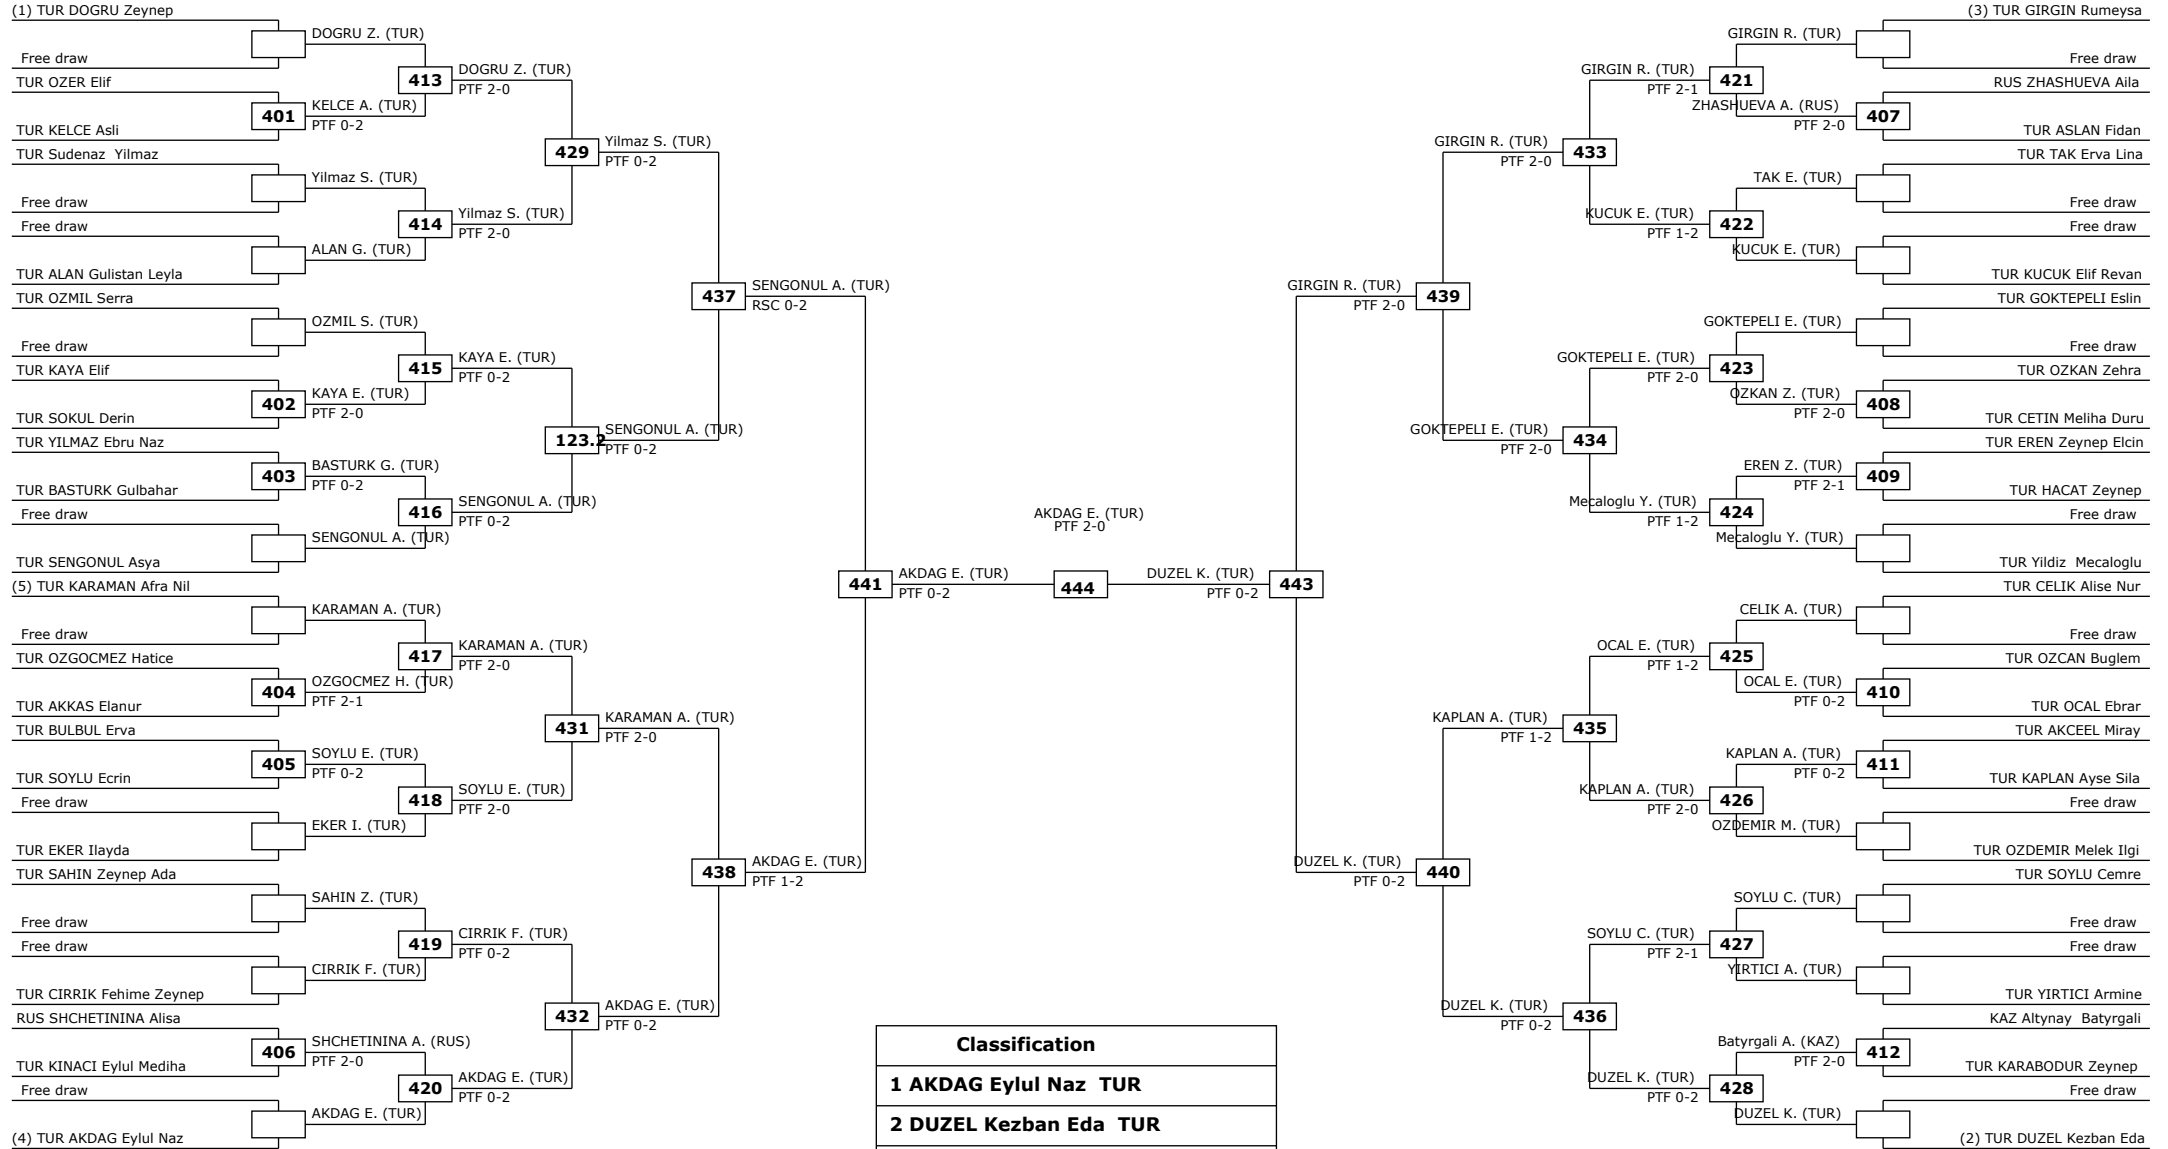 (1) TUR DOGRU Zeynep
DOGRU Z. (TUR)
Free draw
413
DOGRU Z. (TUR)
PTF 2-0
TUR OZER Elif
401
KELCE A. (TUR)
PTF 0-2
TUR KELCE Asli
429
Yilmaz S. (TUR)
PTF 0-2
TUR Sudenaz  Yilmaz
Yilmaz S. (TUR)
Free draw
414
Yilmaz S. (TUR)
PTF 2-0
Free draw
ALAN G. (TUR)
TUR ALAN Gulistan Leyla
437
SENGONUL A. (TUR)
RSC 0-2
TUR OZMIL Serra
OZMIL S. (TUR)
Free draw
415
KAYA E. (TUR)
PTF 0-2
TUR KAYA Elif
402
KAYA E. (TUR)
PTF 2-0
TUR SOKUL Derin
123.2
SENGONUL A. (TUR)
PTF 0-2
TUR YILMAZ Ebru Naz
403
BASTURK G. (TUR)
PTF 0-2
TUR BASTURK Gulbahar
416
SENGONUL A. (TUR)
PTF 0-2
Free draw
SENGONUL A. (TUR)
TUR SENGONUL Asya
441
AKDAG E. (TUR)
PTF 0-2
(5) TUR KARAMAN Afra Nil
KARAMAN A. (TUR)
Free draw
417
KARAMAN A. (TUR)
PTF 2-0
TUR OZGOCMEZ Hatice
404
OZGOCMEZ H. (TUR)
PTF 2-1
TUR AKKAS Elanur
431
KARAMAN A. (TUR)
PTF 2-0
TUR BULBUL Erva
405
SOYLU E. (TUR)
PTF 0-2
TUR SOYLU Ecrin
418
SOYLU E. (TUR)
PTF 2-0
Free draw
EKER I. (TUR)
TUR EKER Ilayda
438
AKDAG E. (TUR)
PTF 1-2
TUR SAHIN Zeynep Ada
SAHIN Z. (TUR)
Free draw
419
CIRRIK F. (TUR)
PTF 0-2
Free draw
CIRRIK F. (TUR)
TUR CIRRIK Fehime Zeynep
432
AKDAG E. (TUR)
PTF 0-2
RUS SHCHETININA Alisa
406
SHCHETININA A. (RUS)
PTF 2-0
TUR KINACI Eylul Mediha
420
AKDAG E. (TUR)
PTF 0-2
Free draw
AKDAG E. (TUR)
(4) TUR AKDAG Eylul Naz
AKDAG E. (TUR)
PTF 2-0
444
(3) TUR GIRGIN Rumeysa
GIRGIN R. (TUR)
Free draw
GIRGIN R. (TUR)
PTF 2-1
421
RUS ZHASHUEVA Aila
ZHASHUEVA A. (RUS)
PTF 2-0
407
TUR ASLAN Fidan
GIRGIN R. (TUR)
PTF 2-0
433
TUR TAK Erva Lina
TAK E. (TUR)
Free draw
KUCUK E. (TUR)
PTF 1-2
422
Free draw
KUCUK E. (TUR)
TUR KUCUK Elif Revan
GIRGIN R. (TUR)
PTF 2-0
439
TUR GOKTEPELI Eslin
GOKTEPELI E. (TUR)
Free draw
GOKTEPELI E. (TUR)
PTF 2-0
423
TUR OZKAN Zehra
OZKAN Z. (TUR)
PTF 2-0
408
TUR CETIN Meliha Duru
GOKTEPELI E. (TUR)
PTF 2-0
434
TUR EREN Zeynep Elcin
EREN Z. (TUR)
PTF 2-1
409
TUR HACAT Zeynep
Mecaloglu Y. (TUR)
PTF 1-2
424
Free draw
Mecaloglu Y. (TUR)
TUR Yildiz  Mecaloglu
DUZEL K. (TUR)
PTF 0-2
443
TUR CELIK Alise Nur
CELIK A. (TUR)
Free draw
OCAL E. (TUR)
PTF 1-2
425
TUR OZCAN Buglem
OCAL E. (TUR)
PTF 0-2
410
TUR OCAL Ebrar
KAPLAN A. (TUR)
PTF 1-2
435
TUR AKCEEL Miray
KAPLAN A. (TUR)
PTF 0-2
411
TUR KAPLAN Ayse Sila
KAPLAN A. (TUR)
PTF 2-0
426
Free draw
OZDEMIR M. (TUR)
TUR OZDEMIR Melek Ilgi
DUZEL K. (TUR)
PTF 0-2
440
TUR SOYLU Cemre
SOYLU C. (TUR)
Free draw
SOYLU C. (TUR)
PTF 2-1
427
Free draw
YIRTICI A. (TUR)
TUR YIRTICI Armine
DUZEL K. (TUR)
PTF 0-2
436
KAZ Altynay  Batyrgali
Batyrgali A. (KAZ)
PTF 2-0
412
TUR KARABODUR Zeynep
DUZEL K. (TUR)
PTF 0-2
428
Free draw
DUZEL K. (TUR)
(2) TUR DUZEL Kezban Eda
Classification
1 AKDAG Eylul Naz  TUR
2 DUZEL Kezban Eda  TUR